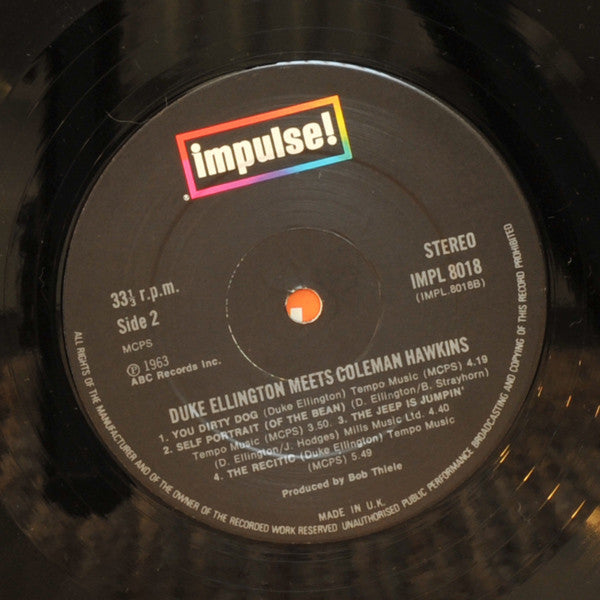 impulse!
®
STEREO
IMPL 8018
(IMPL.8018B)
33⅓ r.p.m.
Side 2
MCPS
Ⓟ 1963
ABC Records Inc.
DUKE ELLINGTON MEETS COLEMAN HAWKINS
1. YOU DIRTY DOG (Duke Ellington) Tempo Music (MCPS) 4.19
2. SELF PORTRAIT (OF THE BEAN) (D. Ellington/B. Strayhorn)
Tempo Music (MCPS) 3.50. 3. THE JEEP IS JUMPIN'
(D. Ellington/J. Hodges) Mills Music Ltd. 4.40
4. THE RECITIC (Duke Ellington) Tempo Music
(MCPS) 5.49
Produced by Bob Thiele
MADE IN U.K.
ALL RIGHTS OF THE MANUFACTURER AND OF THE OWNER OF THE RECORDED WORK RESERVED UNAUTHORISED PUBLIC PERFORMANCE BROADCASTING AND COPYING OF THIS RECORD PROHIBITED